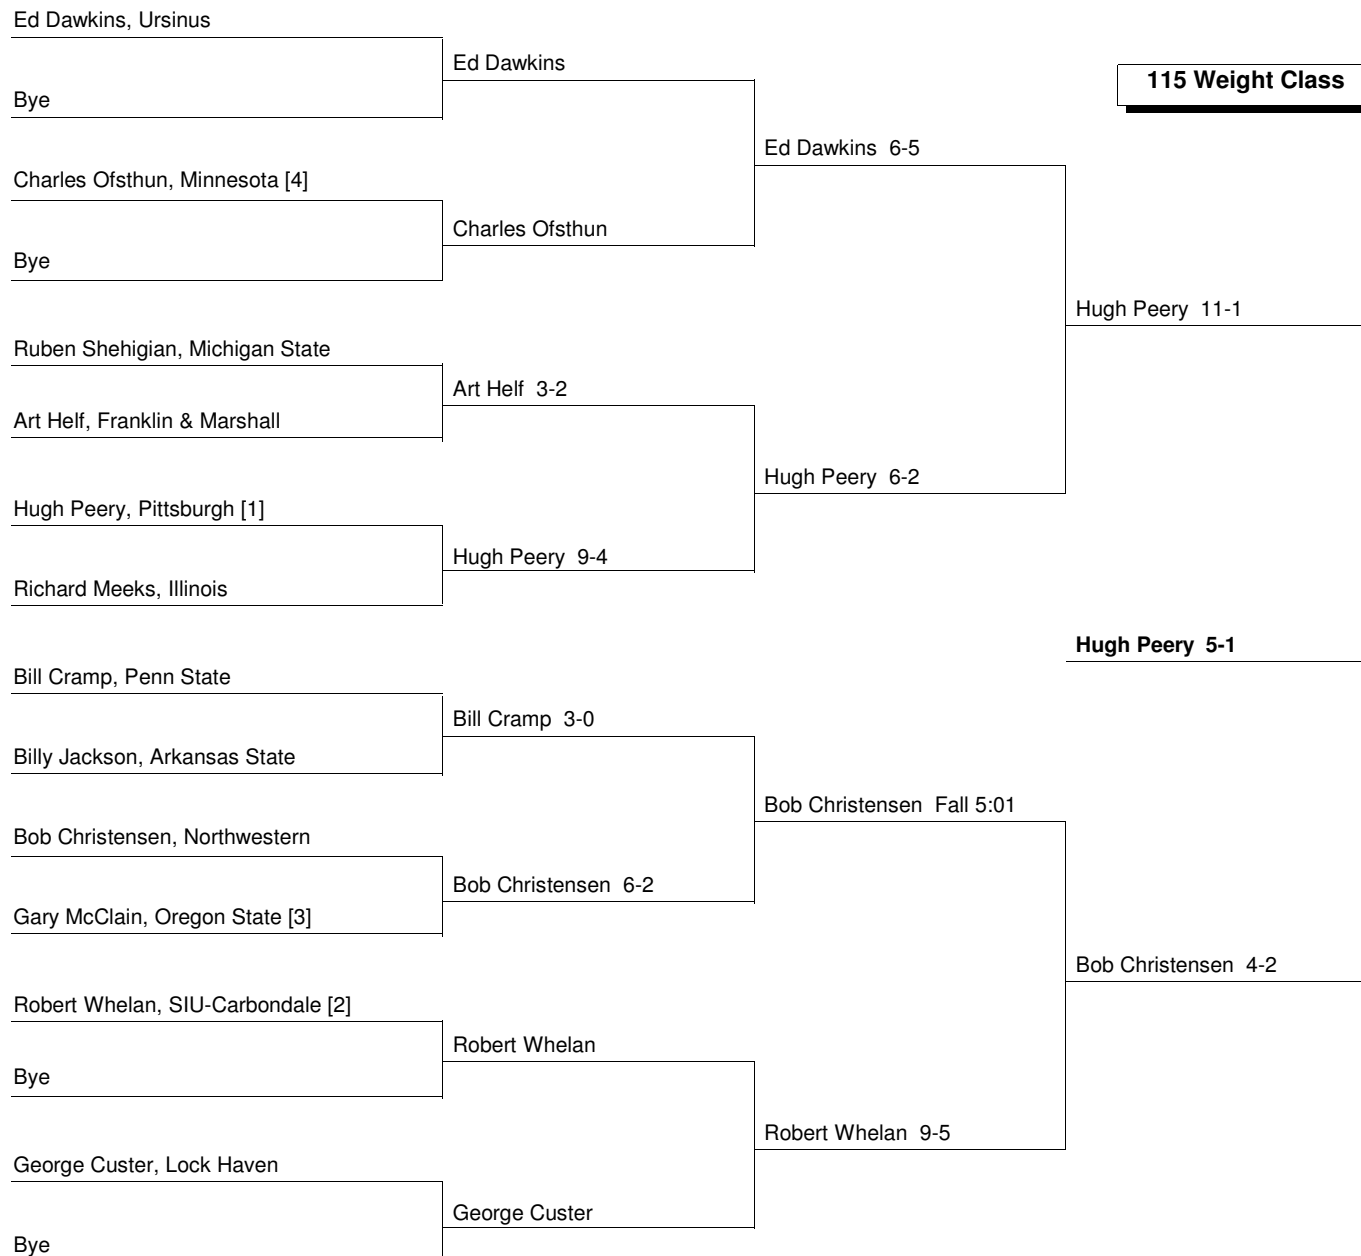 Ed Dawkins, Ursinus
Ed Dawkins
115 Weight Class
Bye
Ed Dawkins 6-5
Charles Ofsthun, Minnesota [4]
Charles Ofsthun
Bye
Hugh Peery 11-1
Ruben Shehigian, Michigan State
Art Helf 3-2
Art Helf, Franklin & Marshall
Hugh Peery 6-2
Hugh Peery, Pittsburgh [1]
Hugh Peery 9-4
Richard Meeks, Illinois
Hugh Peery 5-1
Bill Cramp, Penn State
Bill Cramp 3-0
Billy Jackson, Arkansas State
Bob Christensen Fall 5:01
Bob Christensen, Northwestern
Bob Christensen 6-2
Gary McClain, Oregon State [3]
Bob Christensen 4-2
Robert Whelan, SIU-Carbondale [2]
Robert Whelan
Bye
Robert Whelan 9-5
George Custer, Lock Haven
George Custer
Bye